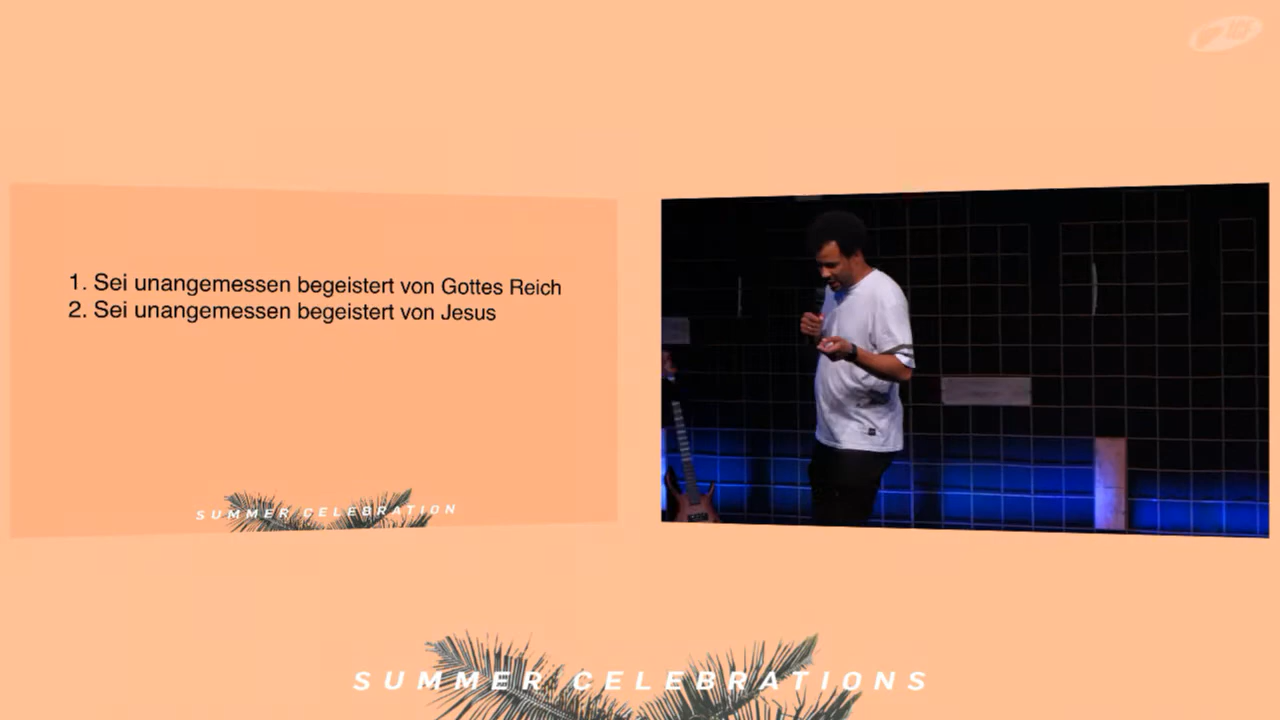 1. Sei unangemessen begeistert von Gottes Reich
2. Sei unangemessen begeistert von Jesus
SUMMER CELEBRATION
SUMMER CELEBRATIONS